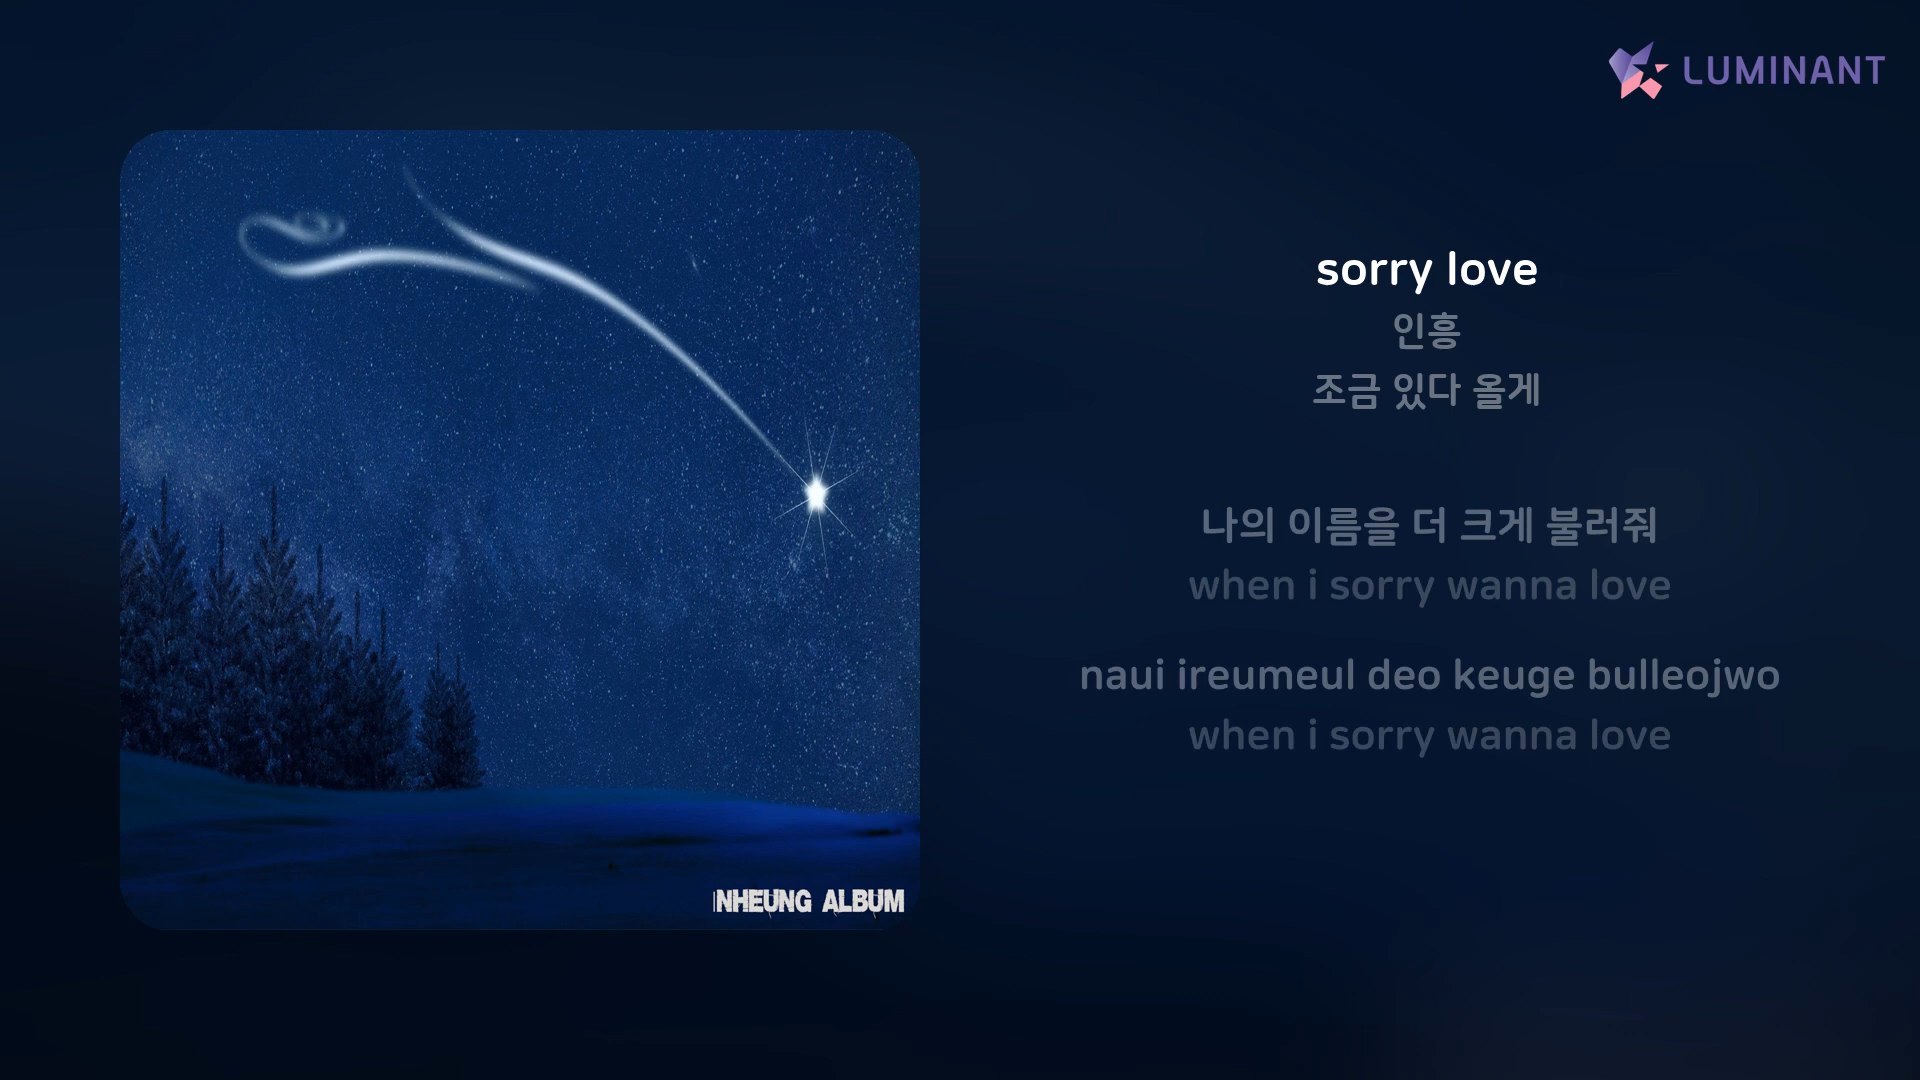 LUMINANT
sorry love
인흥
조금 있다 올게
나의 이름을 더 크게 불러줘
when i sorry wanna love
naui ireumeul deo keuge bulleojwo
when i sorry wanna love
INHEUNG ALBUM